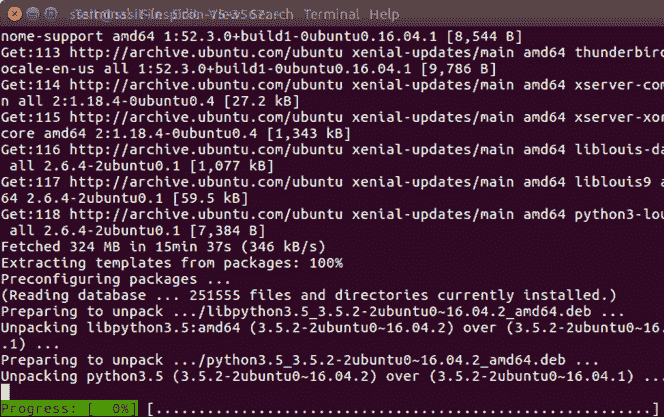 Search Terminal Help
nome-support amd64 1:52.3.0+build1-0ubuntu0.16.04.1 [8,544 B]
Get:113 http://archive.ubuntu.com/ubuntu xenial-updates/main amd64 thunderbird
ocale-en-us all 1:52.3.0+build1-0ubuntu0.16.04.1 [9,786 B]
Get:114 http://archive.ubuntu.com/ubuntu xenial-updates/main amd64 xserver-com
n all 2:1.18.4-0ubuntu0.4 [27.2 kB]
Get:115 http://archive.ubuntu.com/ubuntu xenial-updates/main amd64 xserver-xor
core amd64 2:1.18.4-0ubuntu0.4 [1,343 kB]
Get:116 http://archive.ubuntu.com/ubuntu xenial-updates/main amd64 liblouis-da
all 2.6.4-2ubuntu0.1 [1,077 kB]
Get:117 http://archive.ubuntu.com/ubuntu xenial-updates/main amd64 liblouis9 a
64 2.6.4-2ubuntu0.1 [59.5 kB]
Get:118 http://archive.ubuntu.com/ubuntu xenial-updates/main amd64 python3-lou
all 2.6.4-2ubuntu0.1 [7,384 B]
Fetched 324 MB in 15min 37s (346 kB/s)
Extracting templates from packages: 100%
Preconfiguring packages ...
(Reading database ... 251555 files and directories currently installed.)
Preparing to unpack .../libpython3.5_3.5.2-2ubuntu0~16.04.2_amd64.deb ...
Unpacking libpython3.5:amd64 (3.5.2-2ubuntu0~16.04.2) over (3.5.2-2ubuntu0~16.04
.1) ...
Preparing to unpack .../python3.5_3.5.2-2ubuntu0~16.04.2_amd64.deb ...
Unpacking python3.5 (3.5.2-2ubuntu0~16.04.2) over (3.5.2-2ubuntu0~16.04.1) ...
Progress: [  0%] [..........................................................]